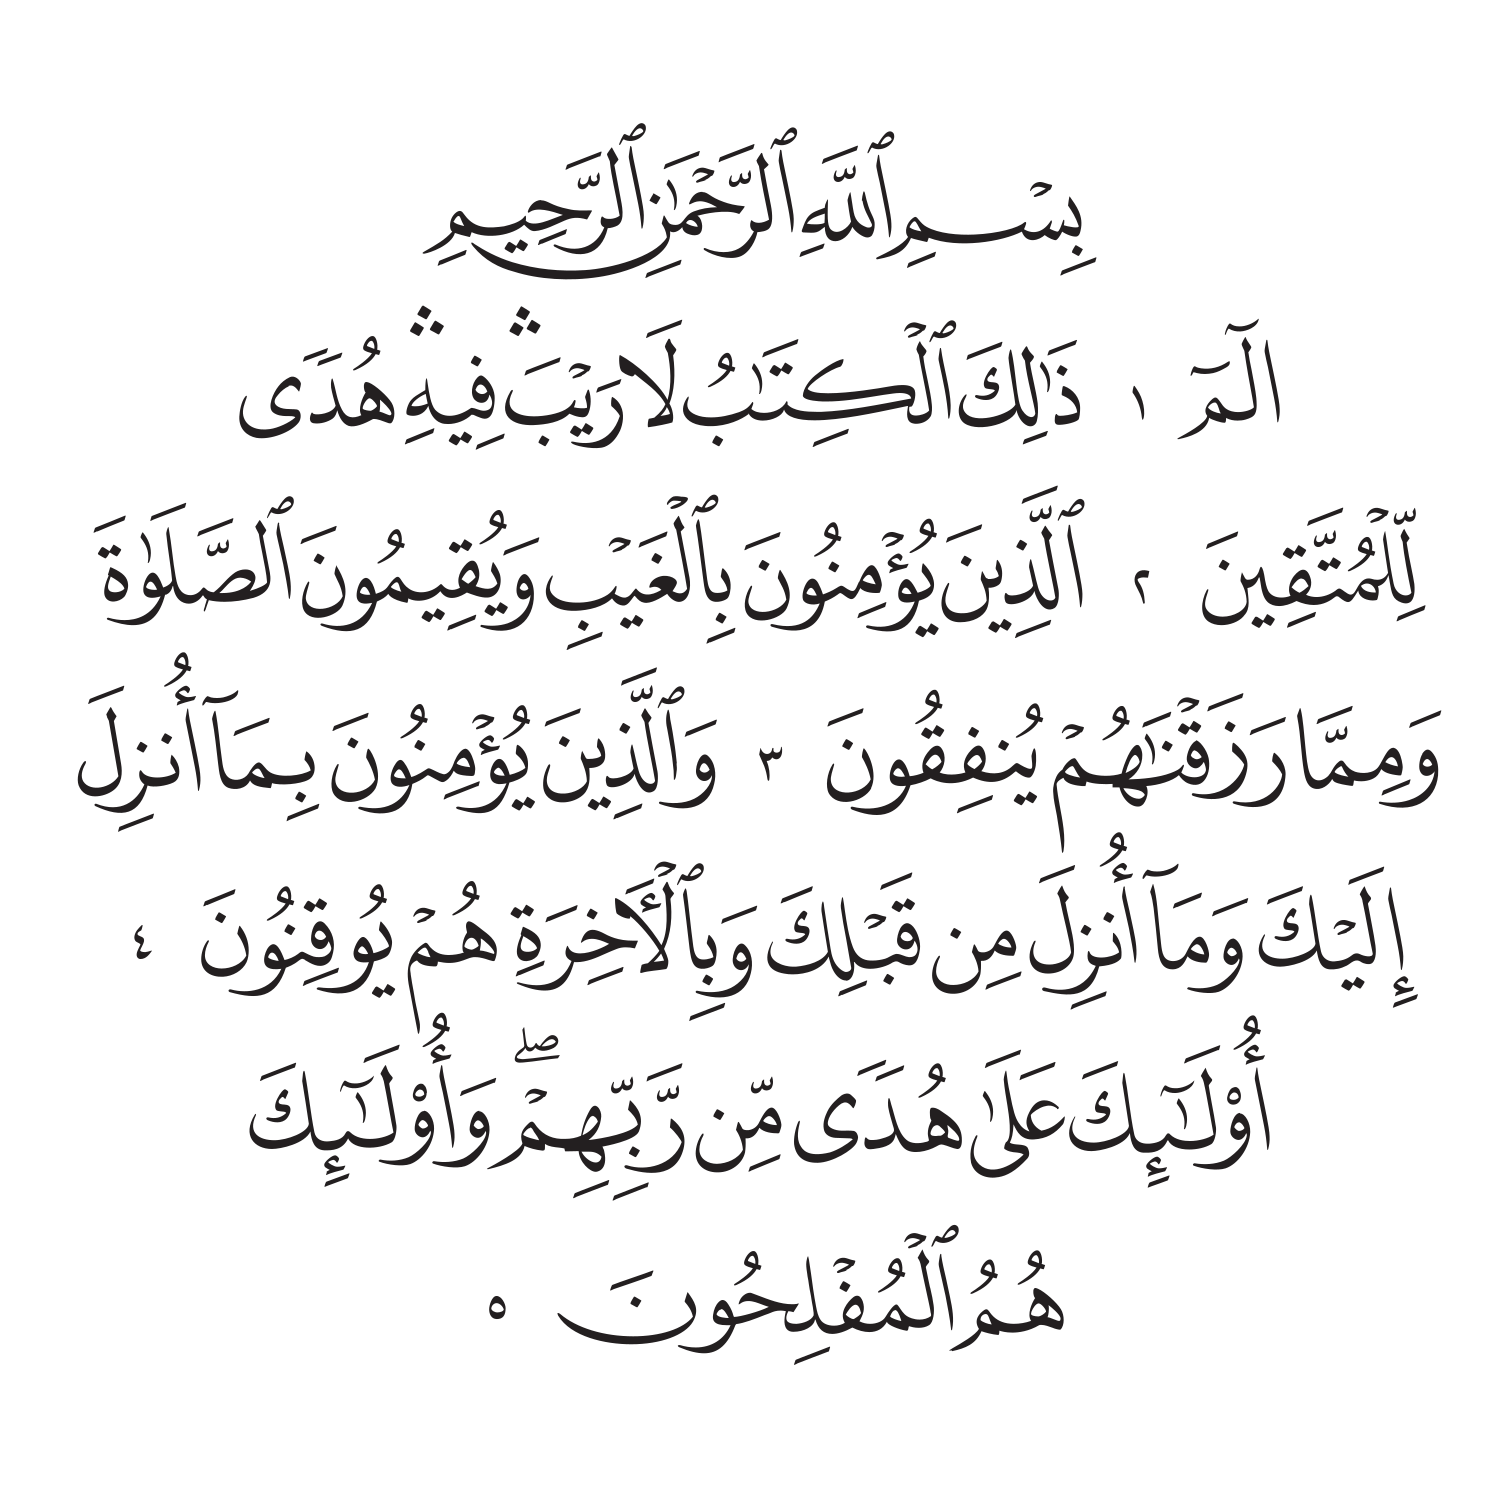 بِسْمِ ٱللَّهِ ٱلرَّحْمَٰنِ ٱلرَّحِيمِ
الٓمٓ ١ ذَٰلِكَ ٱلْكِتَٰبُ لَا رَيْبَ ۛ فِيهِ ۛ هُدًى
لِّلْمُتَّقِينَ ٢ ٱلَّذِينَ يُؤْمِنُونَ بِٱلْغَيْبِ وَيُقِيمُونَ ٱلصَّلَوٰةَ
وَمِمَّا رَزَقْنَٰهُمْ يُنفِقُونَ ٣ وَٱلَّذِينَ يُؤْمِنُونَ بِمَآ أُنزِلَ
إِلَيْكَ وَمَآ أُنزِلَ مِن قَبْلِكَ وَبِٱلْأَخِرَةِ هُمْ يُوقِنُونَ ٤
أُوْلَٰٓئِكَ عَلَىٰ هُدًى مِّن رَّبِّهِمْ ۖ وَأُوْلَٰٓئِكَ
هُمُ ٱلْمُفْلِحُونَ ٥